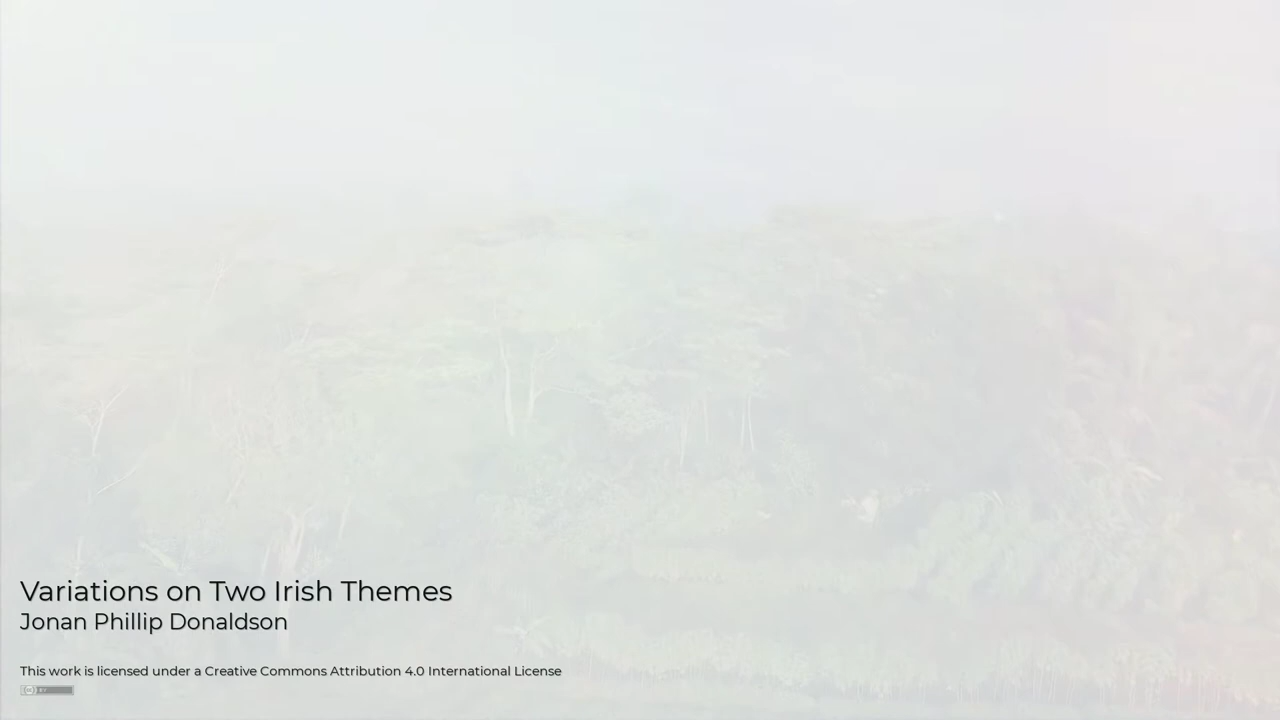 Variations on Two Irish Themes
Jonan Phillip Donaldson
This work is licensed under a Creative Commons Attribution 4.0 International License
BY